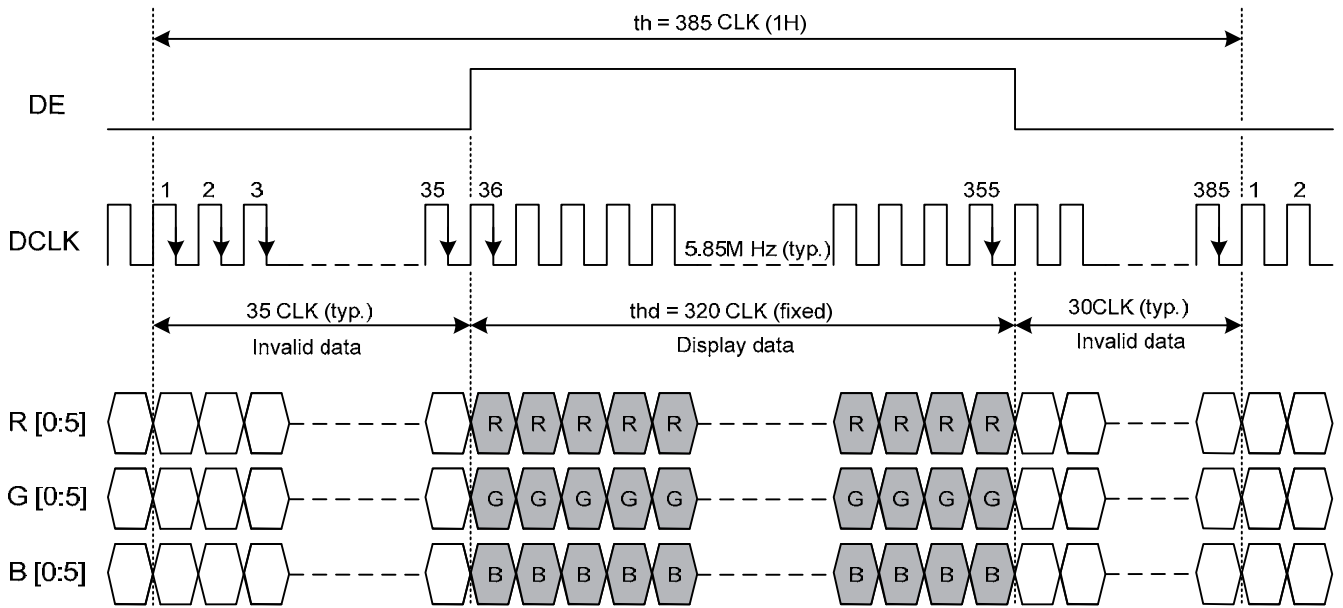 th = 385 CLK (1H)
DE
1 2 3 35 36 355 385 1 2
DCLK
5.85M Hz (typ.)
35 CLK (typ.) thd = 320 CLK (fixed) 30CLK (typ.)
Invalid data Display data Invalid data
R [0:5] R R R R R R R R R
G [0:5] G G G G G G G G G
B [0:5] B B B B B B B B B